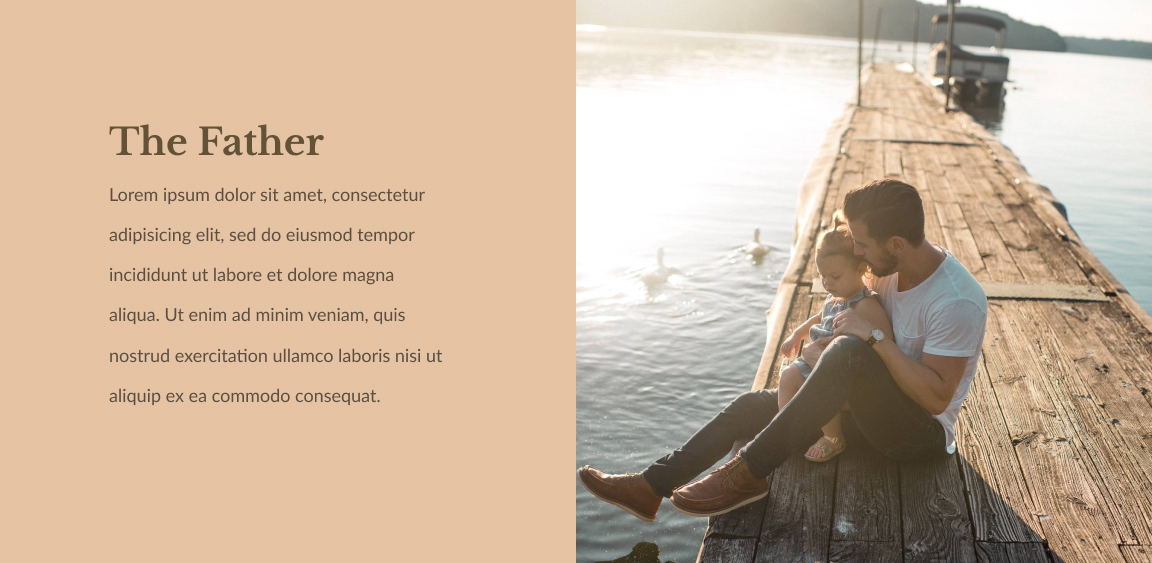 The Father
Lorem ipsum dolor sit amet, consectetur
adipisicing elit, sed do eiusmod tempor
incididunt ut labore et dolore magna
aliqua. Ut enim ad minim veniam, quis
nostrud exercitation ullamco laboris nisi ut
aliquip ex ea commodo consequat.